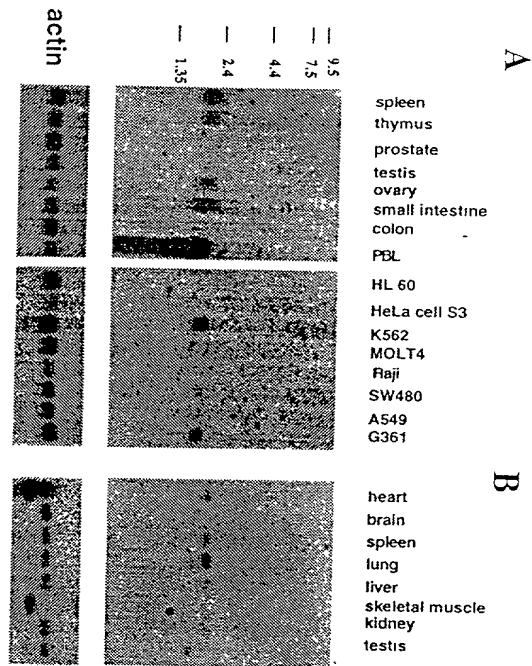 A
9.5
7.5
4.4
2.4
1.35
actin
spleen
thymus
prostate
testis
ovary
small intestine
colon
PBL
HL 60
HeLa cell S3
K562
MOLT4
Raji
SW480
A549
G361
B
heart
brain
spleen
lung
liver
skeletal muscle
kidney
testis